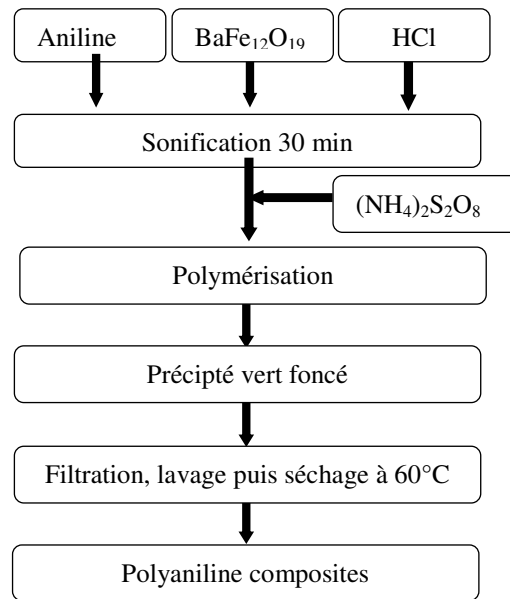 Aniline
BaFe₁₂O₁₉
HCl
Sonification 30 min
(NH₄)₂S₂O₈
Polymérisation
Précipté vert foncé
Filtration, lavage puis séchage à 60°C
Polyaniline composites